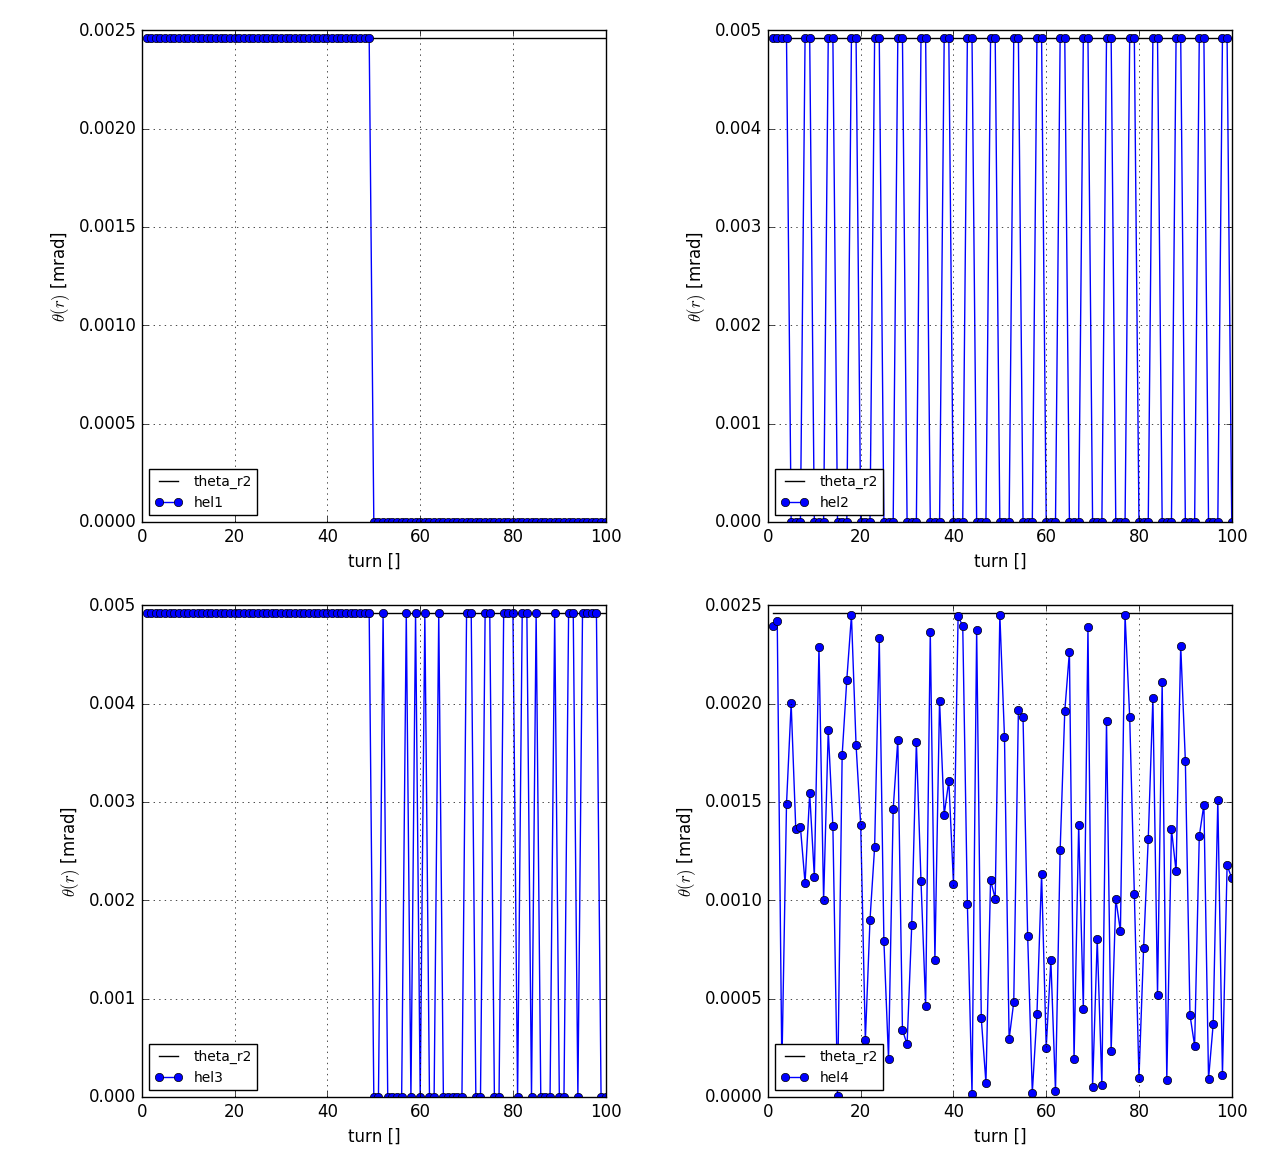 0.0025
0.0020
0.0015
0.0010
0.0005
0.0000
θ(r) [mrad]
theta_r2
hel1
0 20 40 60 80 100
turn []
0.005
0.004
0.003
0.002
0.001
0.000
θ(r) [mrad]
theta_r2
hel2
0 20 40 60 80 100
turn []
0.005
0.004
0.003
0.002
0.001
0.000
θ(r) [mrad]
theta_r2
hel3
0 20 40 60 80 100
turn []
0.0025
0.0020
0.0015
0.0010
0.0005
0.0000
θ(r) [mrad]
theta_r2
hel4
0 20 40 60 80 100
turn []